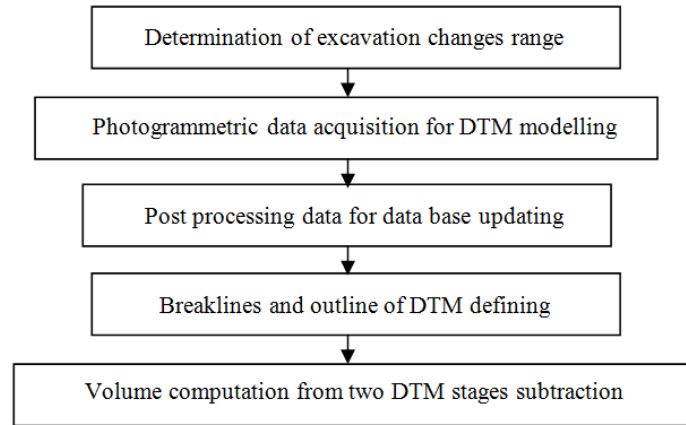 Determination of excavation changes range
Photogrammetric data acquisition for DTM modelling
Post processing data for data base updating
Breaklines and outline of DTM defining
Volume computation from two DTM stages subtraction